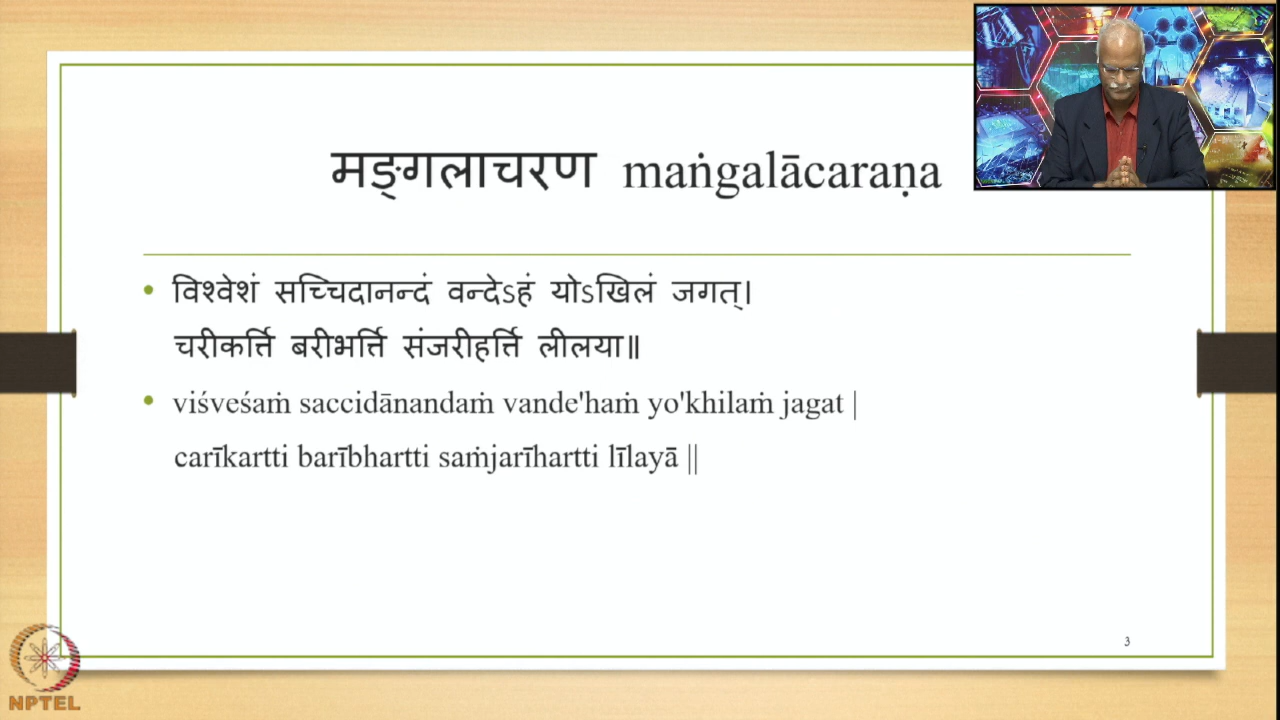 मङ्गलाचरण maṅgalācaraṇa
• विश्वेशं सच्चिदानन्दं वन्देऽहं योऽखिलं जगत्।
चरीकर्त्ति बरीभर्त्ति संजरीहर्त्ति लीलया॥
• viśveśaṁ saccidānandaṁ vande'haṁ yo'khilaṁ jagat |
carīkartti barībhartti saṁjarīhartti līlayā ||
3
NPTEL